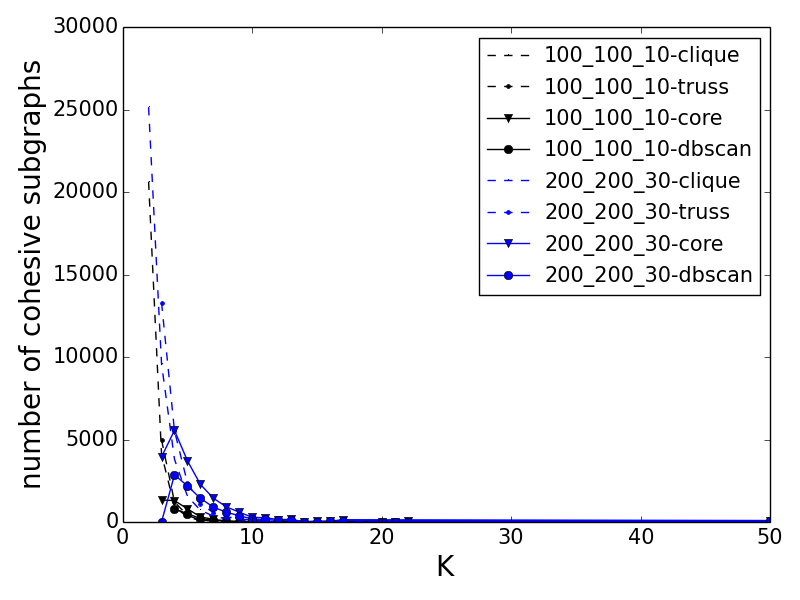 30000
25000
20000
15000
10000
5000
0
number of cohesive subgraphs
100_100_10-clique
100_100_10-truss
100_100_10-core
100_100_10-dbscan
200_200_30-clique
200_200_30-truss
200_200_30-core
200_200_30-dbscan
0 10 20 30 40 50
K